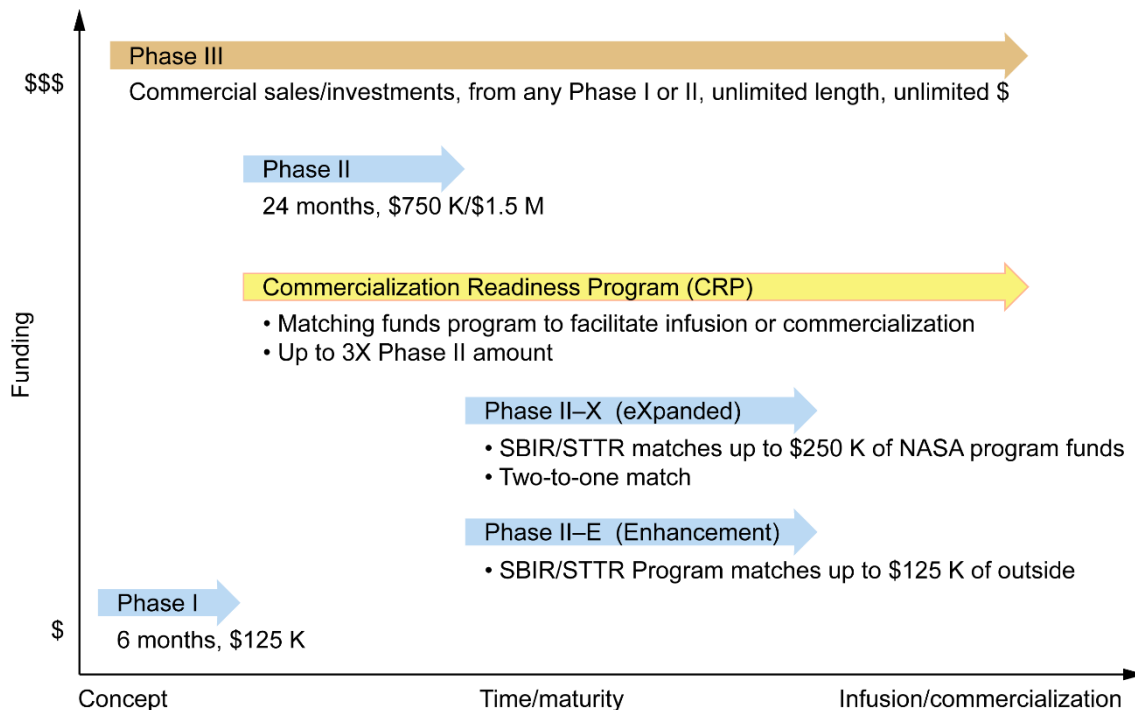 Phase III
$$$
Commercial sales/investments, from any Phase I or II, unlimited length, unlimited $
Phase II
24 months, $750 K/$1.5 M
Commercialization Readiness Program (CRP)
• Matching funds program to facilitate infusion or commercialization
• Up to 3X Phase II amount
Funding
Phase II–X (eXpanded)
• SBIR/STTR matches up to $250 K of NASA program funds
• Two-to-one match
Phase II–E (Enhancement)
• SBIR/STTR Program matches up to $125 K of outside
Phase I
$
6 months, $125 K
Concept
Time/maturity
Infusion/commercialization